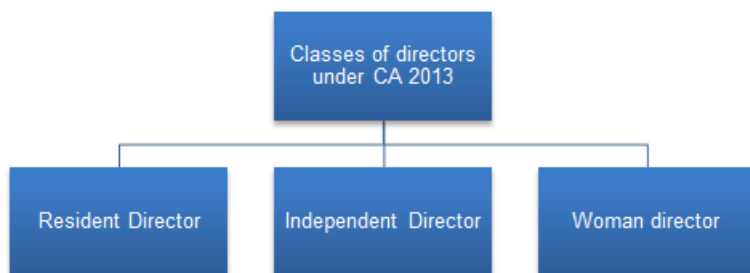 Classes of directors
under CA 2013
Resident Director
Independent Director
Woman director